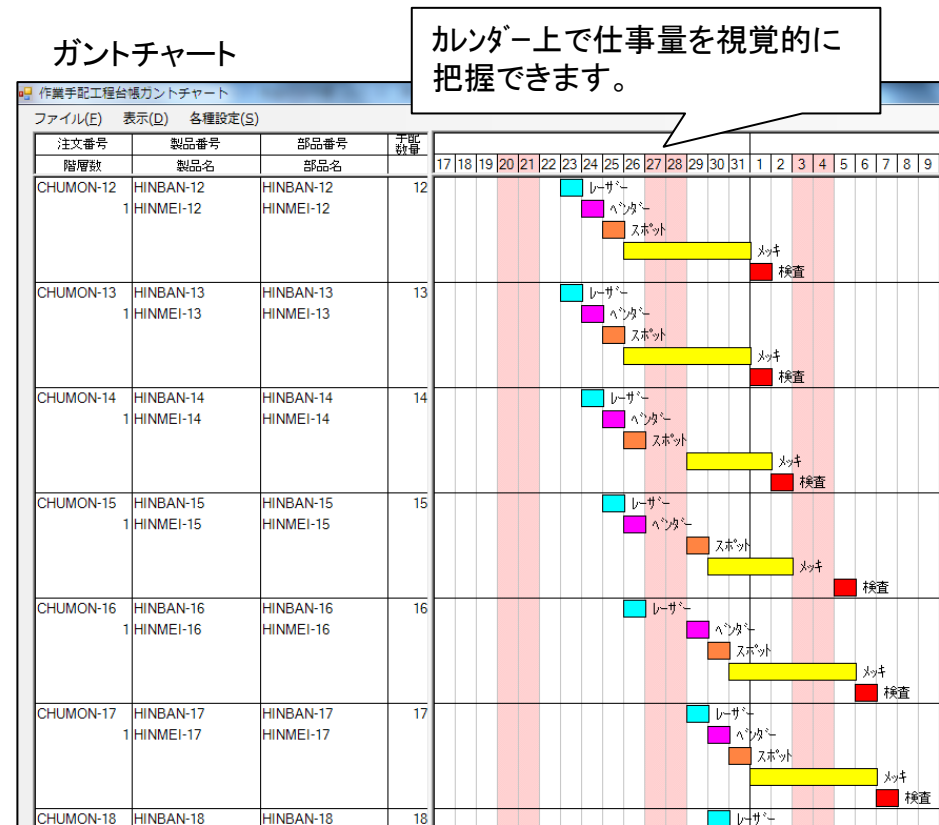 ガントチャート
カレンダー上で仕事量を視覚的に
把握できます。
作業手配工程台帳ガントチャート
ファイル(F) 表示(D) 各種設定(S)
注文番号 製品番号 部品番号 手配数量
階層数 製品名 部品名
17 18 19 20 21 22 23 24 25 26 27 28 29 30 31 1 2 3 4 5 6 7 8 9
CHUMON-12 HINBAN-12 HINBAN-12 12 レーザー
1 HINMEI-12 HINMEI-12 ベンダー
スポット
メッキ
検査
CHUMON-13 HINBAN-13 HINBAN-13 13 レーザー
1 HINMEI-13 HINMEI-13 ベンダー
スポット
メッキ
検査
CHUMON-14 HINBAN-14 HINBAN-14 14 レーザー
1 HINMEI-14 HINMEI-14 ベンダー
スポット
メッキ
検査
CHUMON-15 HINBAN-15 HINBAN-15 15 レーザー
1 HINMEI-15 HINMEI-15 ベンダー
スポット
メッキ
検査
CHUMON-16 HINBAN-16 HINBAN-16 16 レーザー
1 HINMEI-16 HINMEI-16 ベンダー
スポット
メッキ
検査
CHUMON-17 HINBAN-17 HINBAN-17 17 レーザー
1 HINMEI-17 HINMEI-17 ベンダー
スポット
メッキ
検査
CHUMON-18 HINBAN-18 HINBAN-18 18 レーザー